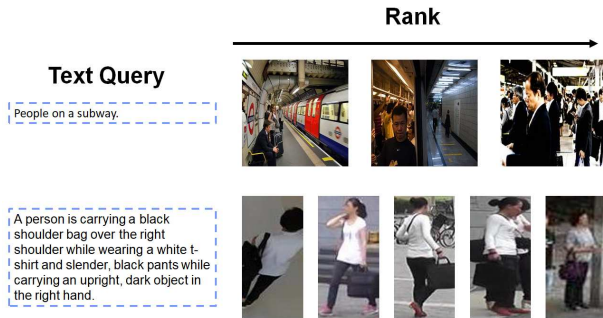 Rank
Text Query
People on a subway.
A person is carrying a black
shoulder bag over the right
shoulder while wearing a white t-
shirt and slender, black pants while
carrying an upright, dark object in
the right hand.